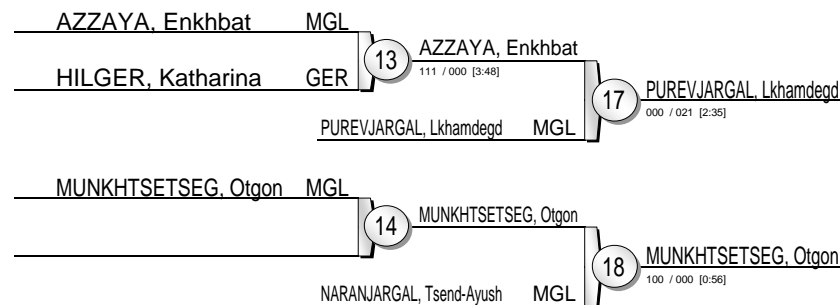 AZZAYA, Enkhbat MGL
13
AZZAYA, Enkhbat
111 / 000 [3:48]
HILGER, Katharina GER
17
PUREVJARGAL, Lkhamdegd
000 / 021 [2:35]
PUREVJARGAL, Lkhamdegd MGL
MUNKHTSETSEG, Otgon MGL
14
MUNKHTSETSEG, Otgon
18
MUNKHTSETSEG, Otgon
100 / 000 [0:56]
NARANJARGAL, Tsend-Ayush MGL